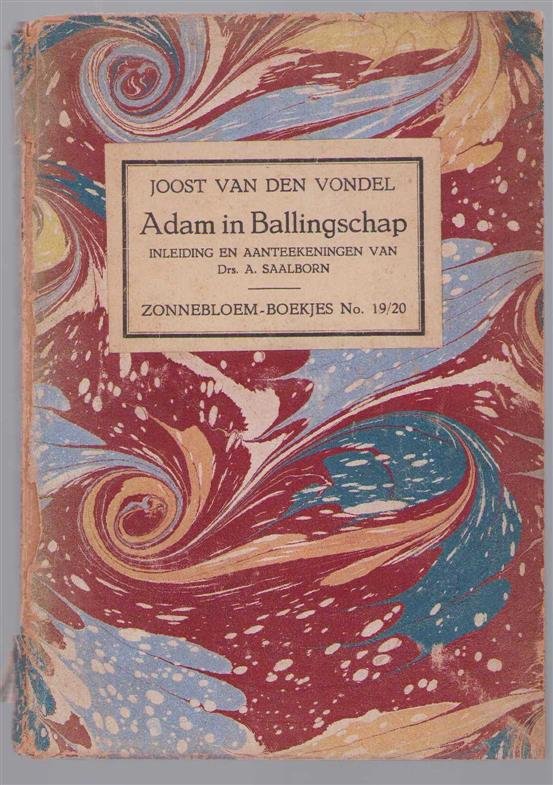 JOOST VAN DEN VONDEL
Adam in Ballingschap
INLEIDING EN AANTEEKENINGEN VAN
Drs. A. SAALBORN
ZONNEBLOEM-BOEKJES No. 19/20